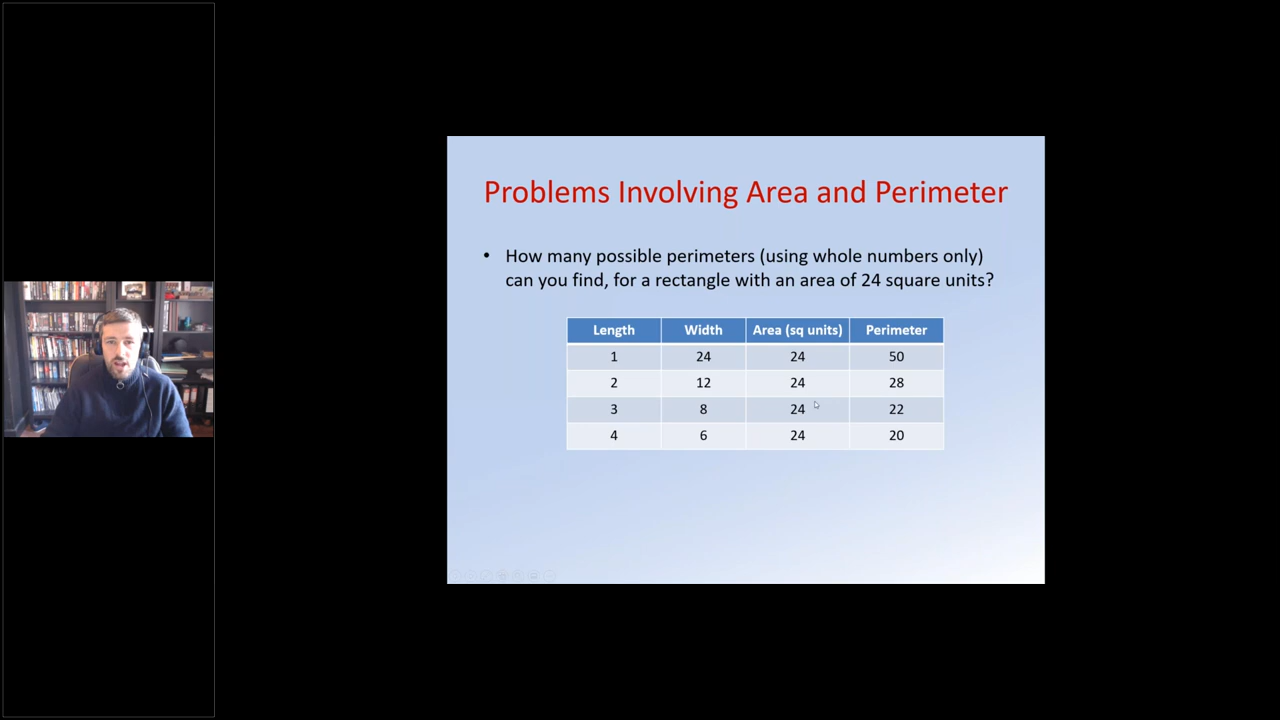 Problems Involving Area and Perimeter
• How many possible perimeters (using whole numbers only)
can you find, for a rectangle with an area of 24 square units?
Length Width Area (sq units) Perimeter
1 24 24 50
2 12 24 28
3 8 24 22
4 6 24 20